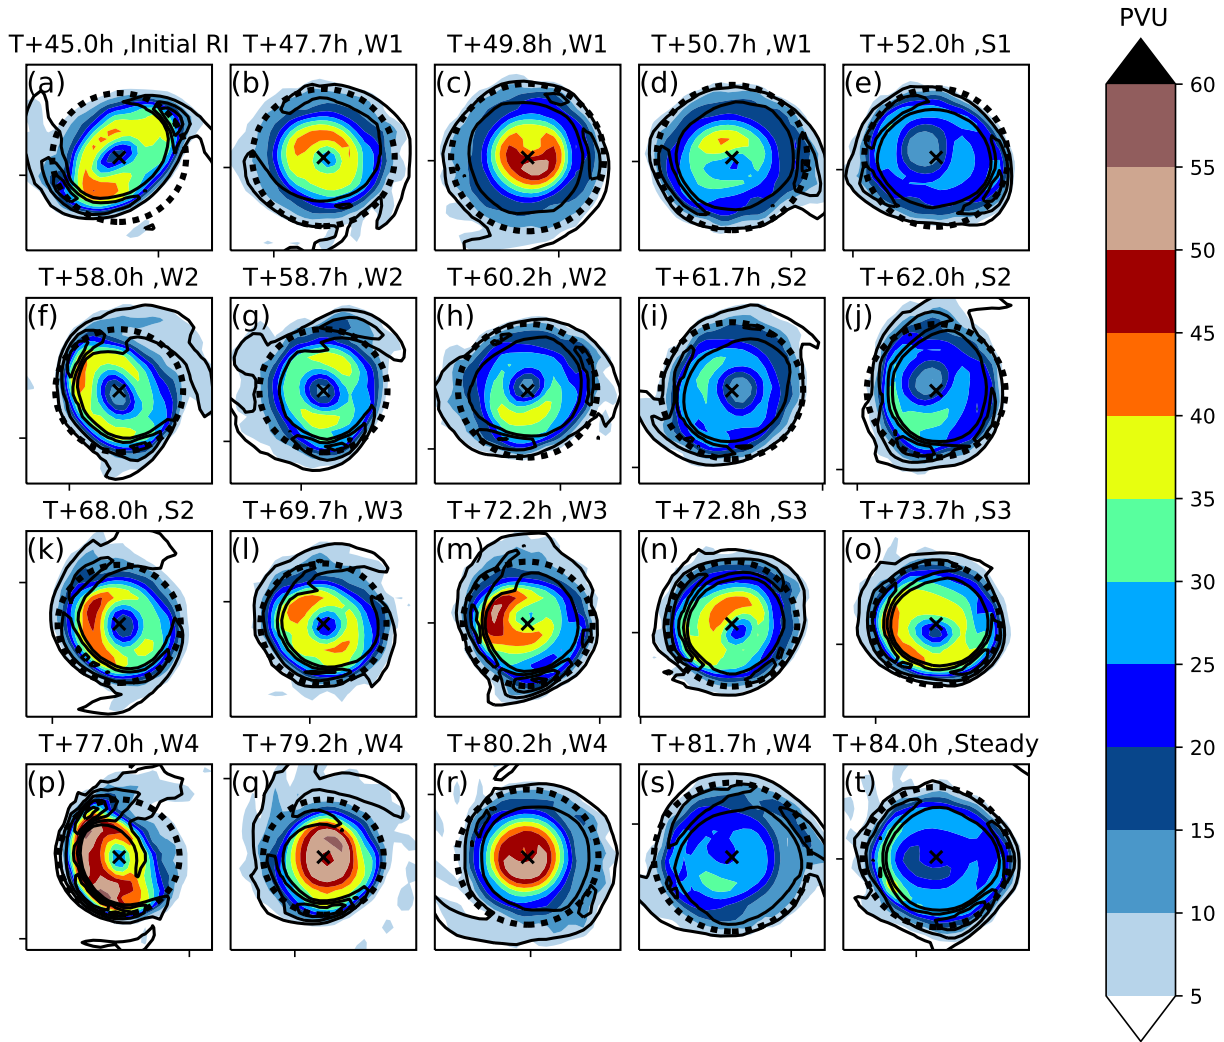 PVU
T+45.0h ,Initial RI T+47.7h ,W1 T+49.8h ,W1 T+50.7h ,W1 T+52.0h ,S1
(a) (b) (c) (d) (e)
T+58.0h ,W2 T+58.7h ,W2 T+60.2h ,W2 T+61.7h ,S2 T+62.0h ,S2
(f) (g) (h) (i) (j)
T+68.0h ,S2 T+69.7h ,W3 T+72.2h ,W3 T+72.8h ,S3 T+73.7h ,S3
(k) (l) (m) (n) (o)
T+77.0h ,W4 T+79.2h ,W4 T+80.2h ,W4 T+81.7h ,W4 T+84.0h ,Steady
(p) (q) (r) (s) (t)
60
55
50
45
40
35
30
25
20
15
10
5